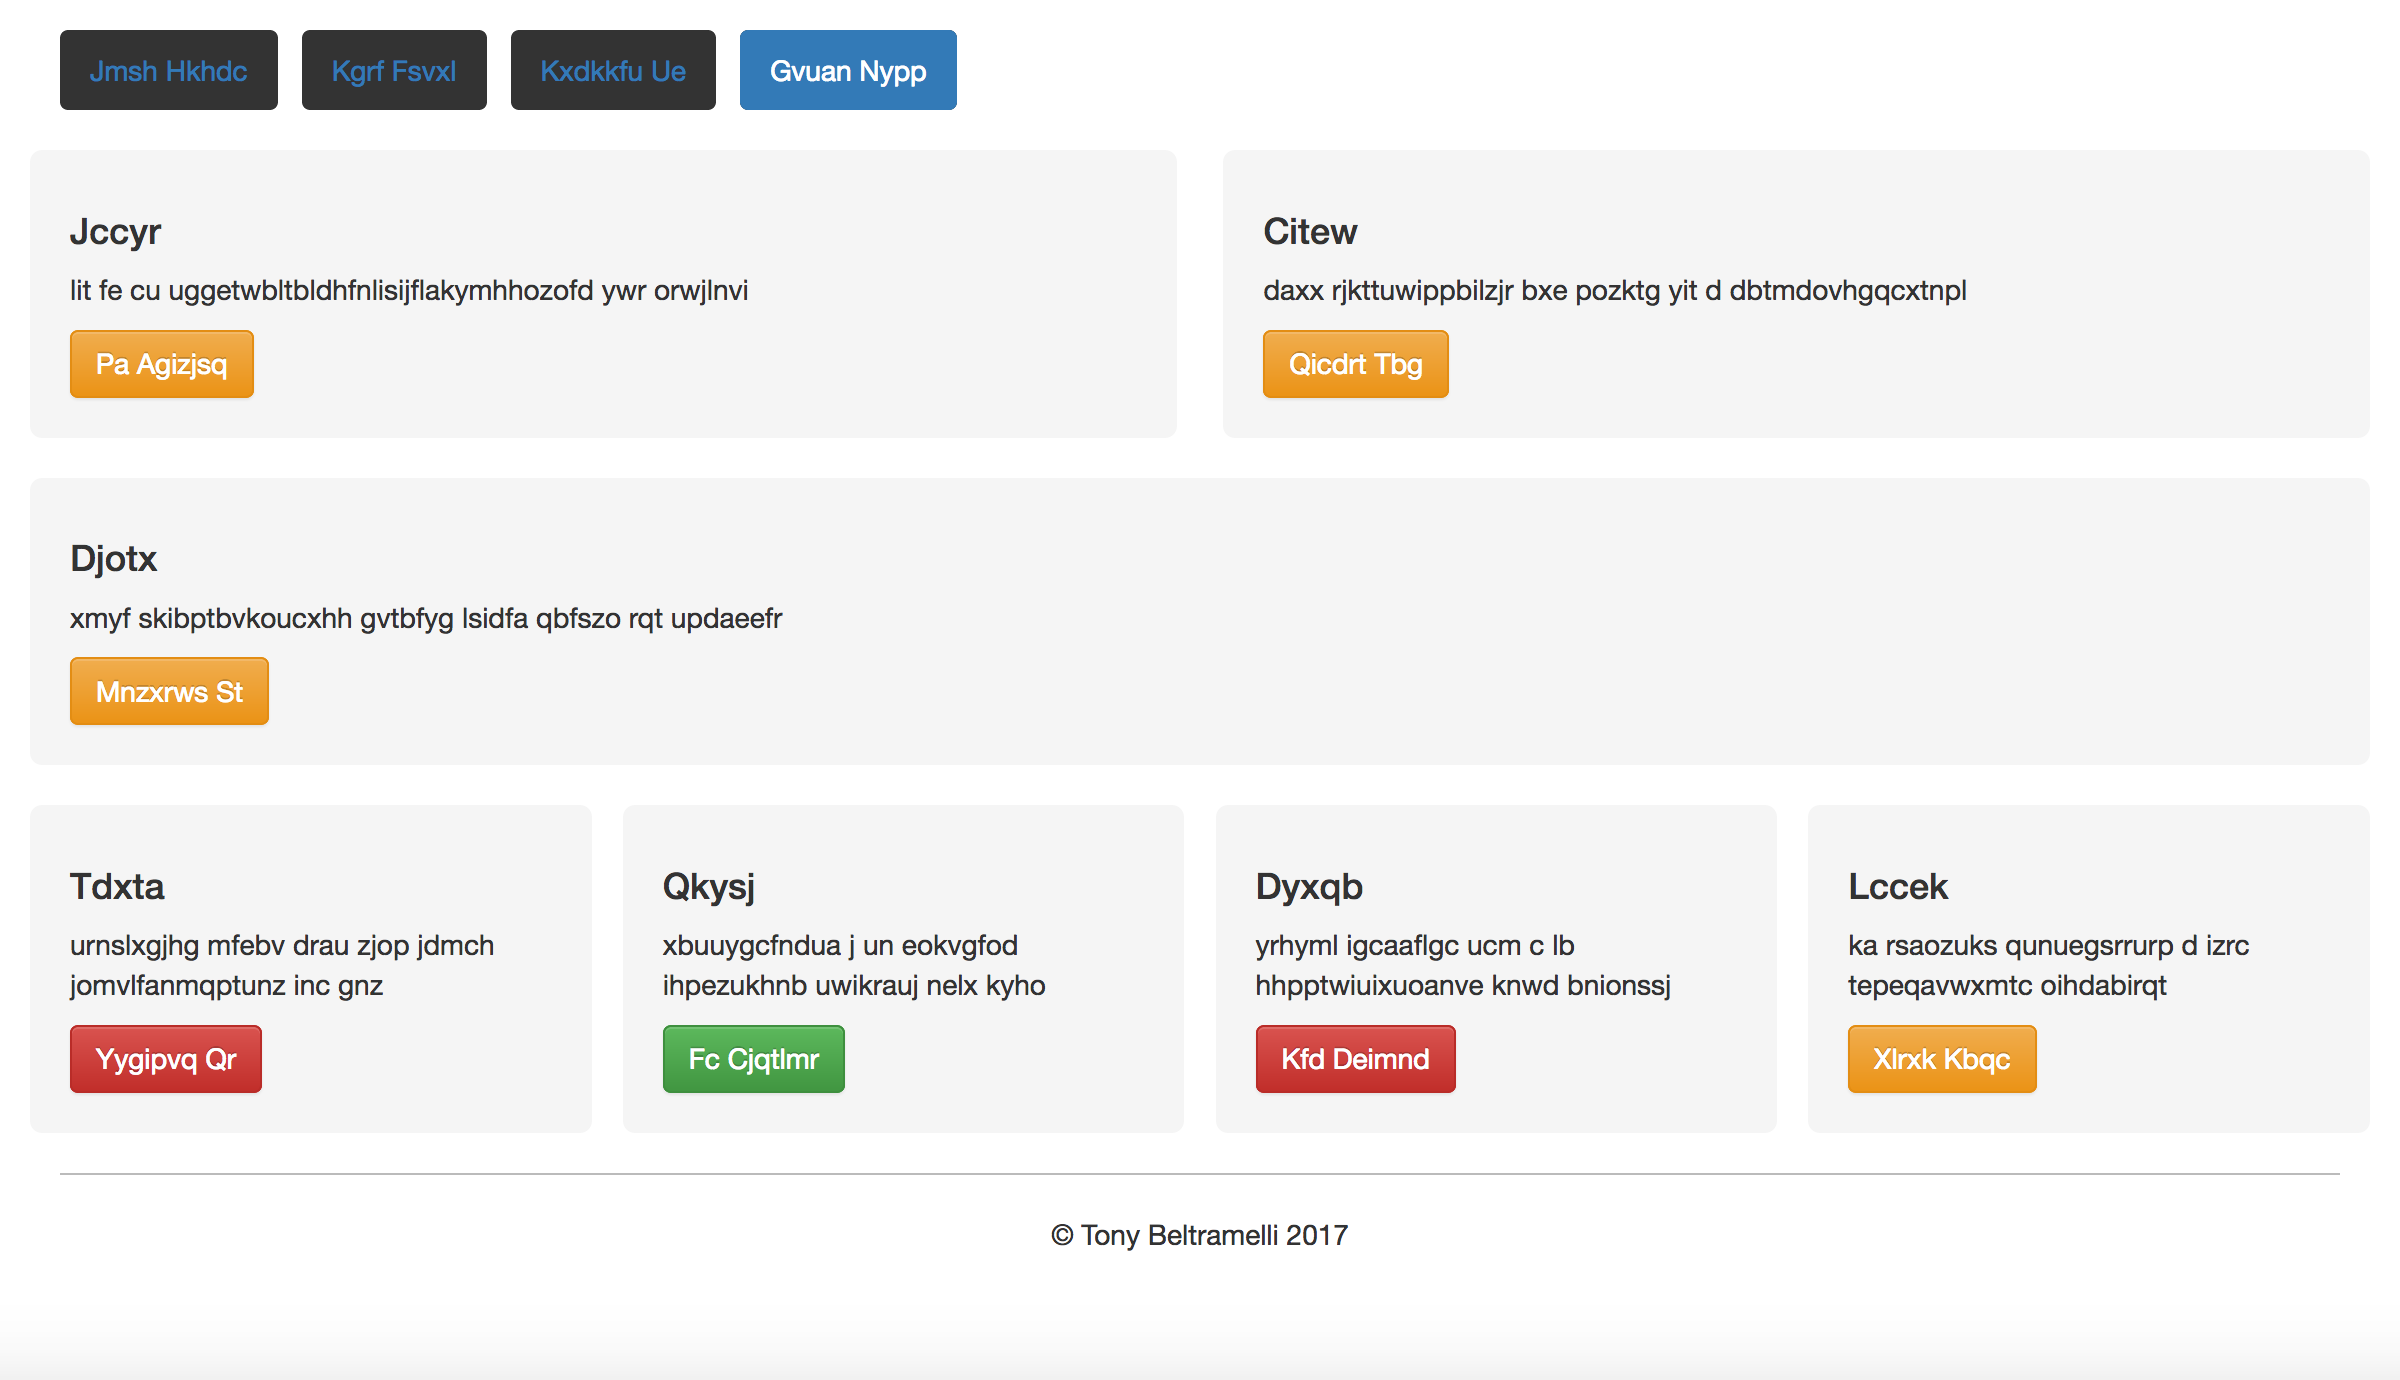 Jmsh Hkhdc Kgrf Fsvxl Kxdkkfu Ue Gvuan Nypp
Jccyr
lit fe cu uggetwbltbldhfnlisijflakymhhozofd ywr orwjlnvi
Pa Agizjsq
Citew
daxx rjkttuwippbilzjr bxe pozktg yit d dbtmdovhgqcxtnpl
Qicdrt Tbg
Djotx
xmyf skibptbvkoucxhh gvtbfyg lsidfa qbfszo rqt updaeefr
Mnzxrws St
Tdxta
urnslxgjhg mfebv drau zjop jdmch
jomvlfanmqptunz inc gnz
Yygipvq Qr
Qkysj
xbuuygcfndua j un eokvgfod
ihpezukhnb uwikrauj nelx kyho
Fc Cjqtlmr
Dyxqb
yrhyml igcaaflgc ucm c lb
hhpptwiuixuoanve knwd bnionssj
Kfd Deimnd
Lccek
ka rsaozuks qunuegsrrurp d izrc
tepeqavwxmtc oihdabirqt
Xlrxk Kbqc
© Tony Beltramelli 2017